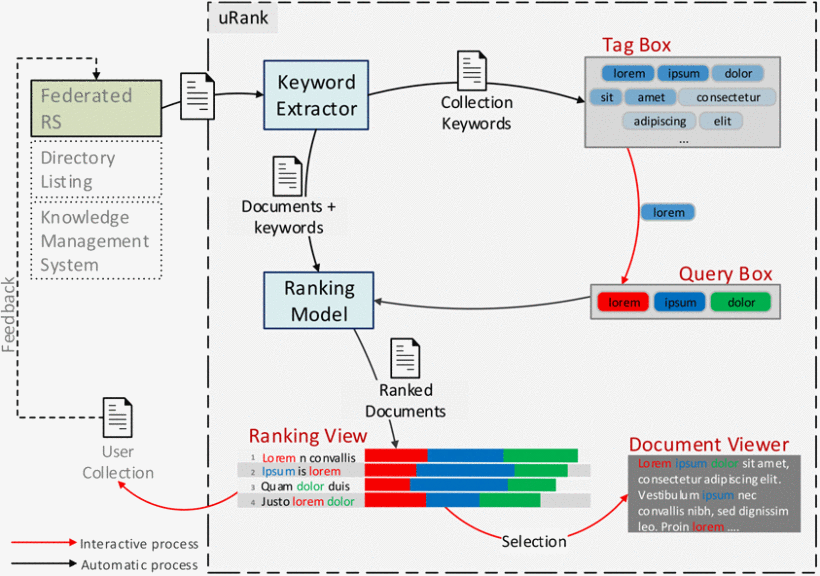 uRank
Federated
RS
Directory
Listing
Knowledge
Management
System
Feedback
Keyword
Extractor
Collection
Keywords
Tag Box
lorem ipsum dolor
sit amet consectetur
adipiscing elit
...
lorem
Documents +
keywords
Ranking
Model
Query Box
lorem ipsum dolor
Ranked
Documents
User
Collection
Ranking View
1 Lorem n convallis
2 Ipsum is lorem
3 Quam dolor duis
4 Justo lorem dolor
Selection
Document Viewer
Lorem ipsum dolor sit amet,
consectetur adipiscing elit.
Vestibulum ipsum nec
convallis nibh, sed dignissim
leo. Proin lorem ....
Interactive process
Automatic process